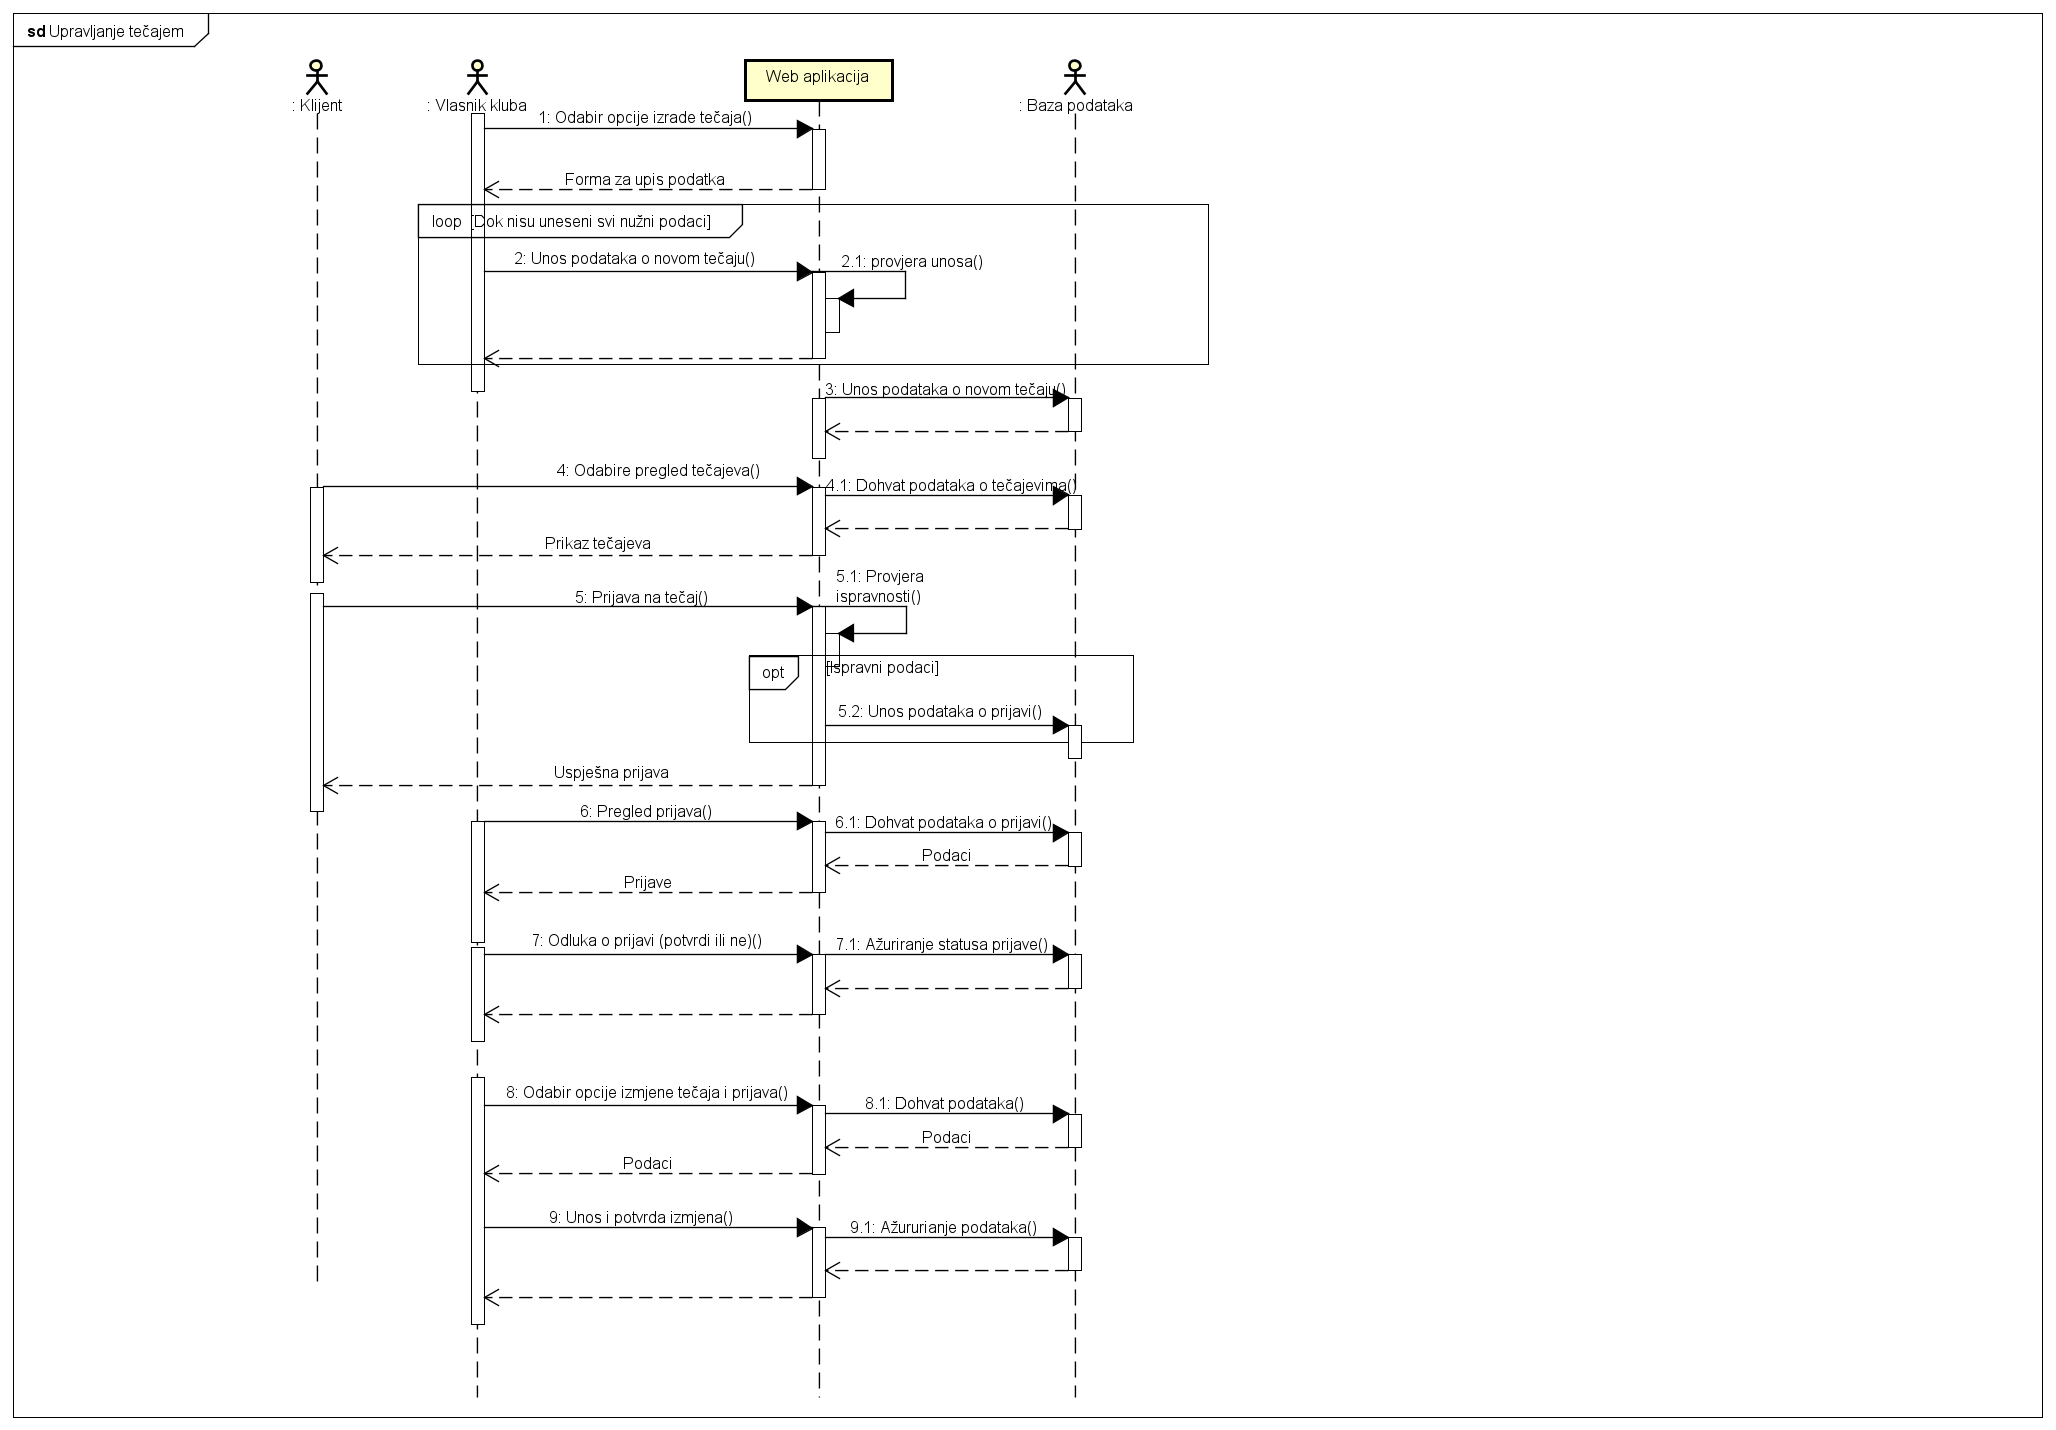 sd Upravljanje tečajem
: Klijent
: Vlasnik kluba
Web aplikacija
: Baza podataka
1: Odabir opcije izrade tečaja()
Forma za upis podatka
loop [Dok nisu uneseni svi nužni podaci]
2: Unos podataka o novom tečaju()
2.1: provjera unosa()
3: Unos podataka o novom tečaju()
4: Odabire pregled tečajeva()
4.1: Dohvat podataka o tečajevima()
Prikaz tečajeva
5.1: Provjera
ispravnosti()
5: Prijava na tečaj()
opt [Ispravni podaci]
5.2: Unos podataka o prijavi()
Uspješna prijava
6: Pregled prijava()
6.1: Dohvat podataka o prijavi()
Podaci
Prijave
7: Odluka o prijavi (potvrdi ili ne)()
7.1: Ažuriranje statusa prijave()
8: Odabir opcije izmjene tečaja i prijava()
8.1: Dohvat podataka()
Podaci
Podaci
9: Unos i potvrda izmjena()
9.1: Ažururianje podataka()